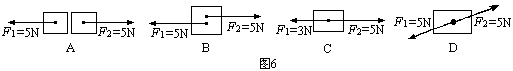 F₁=5N F₂=5N F₁=5N F₂=5N F₁=3N F₂=5N F₁=5N F₂=5N
A B C D
图6